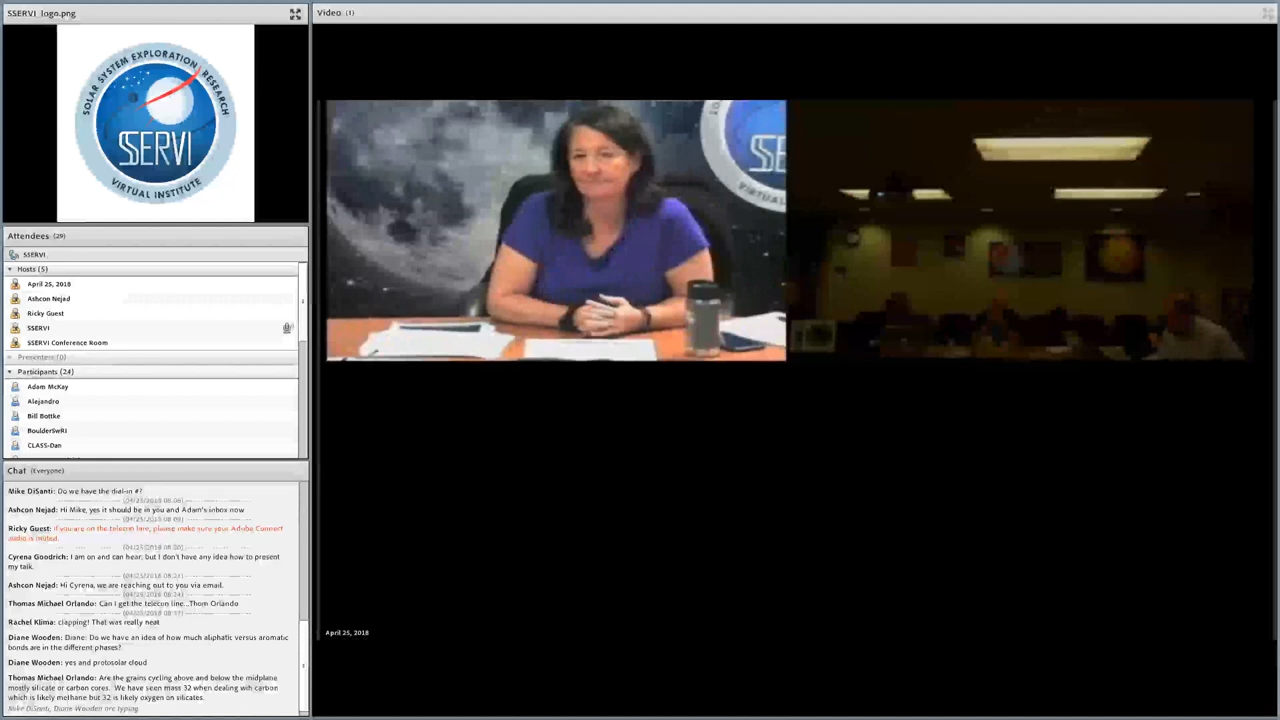 SSERVI_logo.png
SOLAR SYSTEM EXPLORATION RESEARCH
SSERVI
VIRTUAL INSTITUTE
Attendees (29)
SSERVI
Hosts (5)
April 25, 2018
Ashcon Nejad
Ricky Guest
SSERVI
SSERVI Conference Room
Presenters (0)
Participants (24)
Adam McKay
Alejandro
Bill Bottke
BoulderSwRI
CLASS-Dan
Chat (Everyone)
Mike DiSanti: Do we have the dial-in #?
Ashcon Nejad: Hi Mike, yes it should be in you and Adam's inbox now
Ricky Guest: If you are on the telecon line, please make sure your Adobe Connect
audio is muted.
Cyrena Goodrich: I am on and can hear, but I don't have any idea how to present
my talk.
Ashcon Nejad: Hi Cyrena, we are reaching out to you via email.
Thomas Michael Orlando: Can I get the telecon line...Thom Orlando
Rachel Klima: clapping! That was really neat
Diane Wooden: Diane: Do we have an idea of how much aliphatic versus aromatic
bonds are in the different phases?
Diane Wooden: yes and protosolar cloud
Thomas Michael Orlando: Are the grains cycling above and below the midplane
mostly silicate or carbon cores. We have seen mass 32 when dealing wih carbon
which is likely methane but 32 is likely oxygen on silicates.
Mike DiSanti, Diane Wooden are typing
Video (1)
April 25, 2018